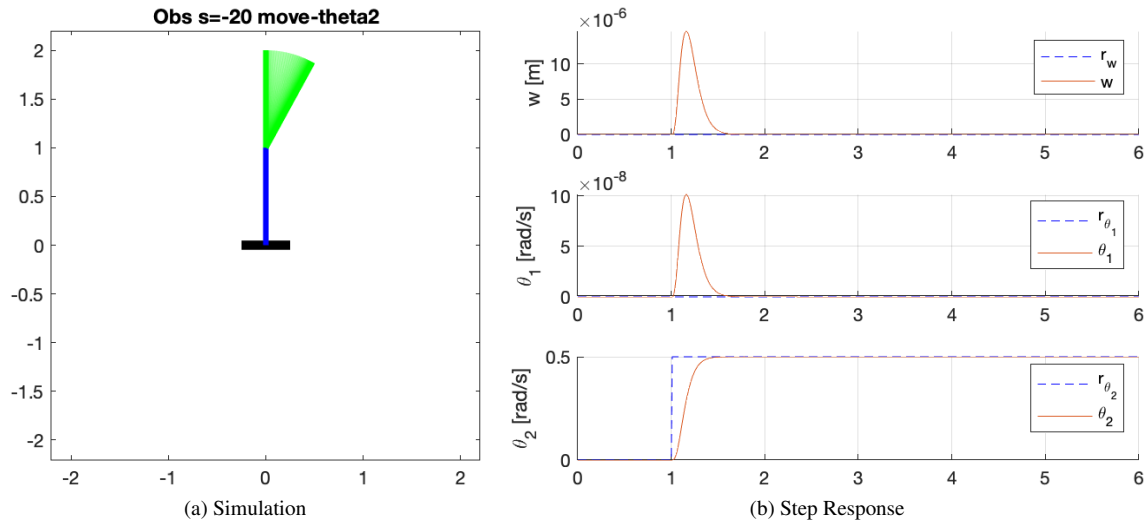 Obs s=-20 move-theta2
2
1.5
1
0.5
0
-0.5
-1
-1.5
-2
-2 -1 0 1 2
(a) Simulation
×10⁻⁶
w [m]
10
5
0
r_w
w
0 1 2 3 4 5 6
×10⁻⁸
θ₁ [rad/s]
10
5
0
r_θ₁
θ₁
0 1 2 3 4 5 6
θ₂ [rad/s]
0.5
0
r_θ₂
θ₂
0 1 2 3 4 5 6
(b) Step Response